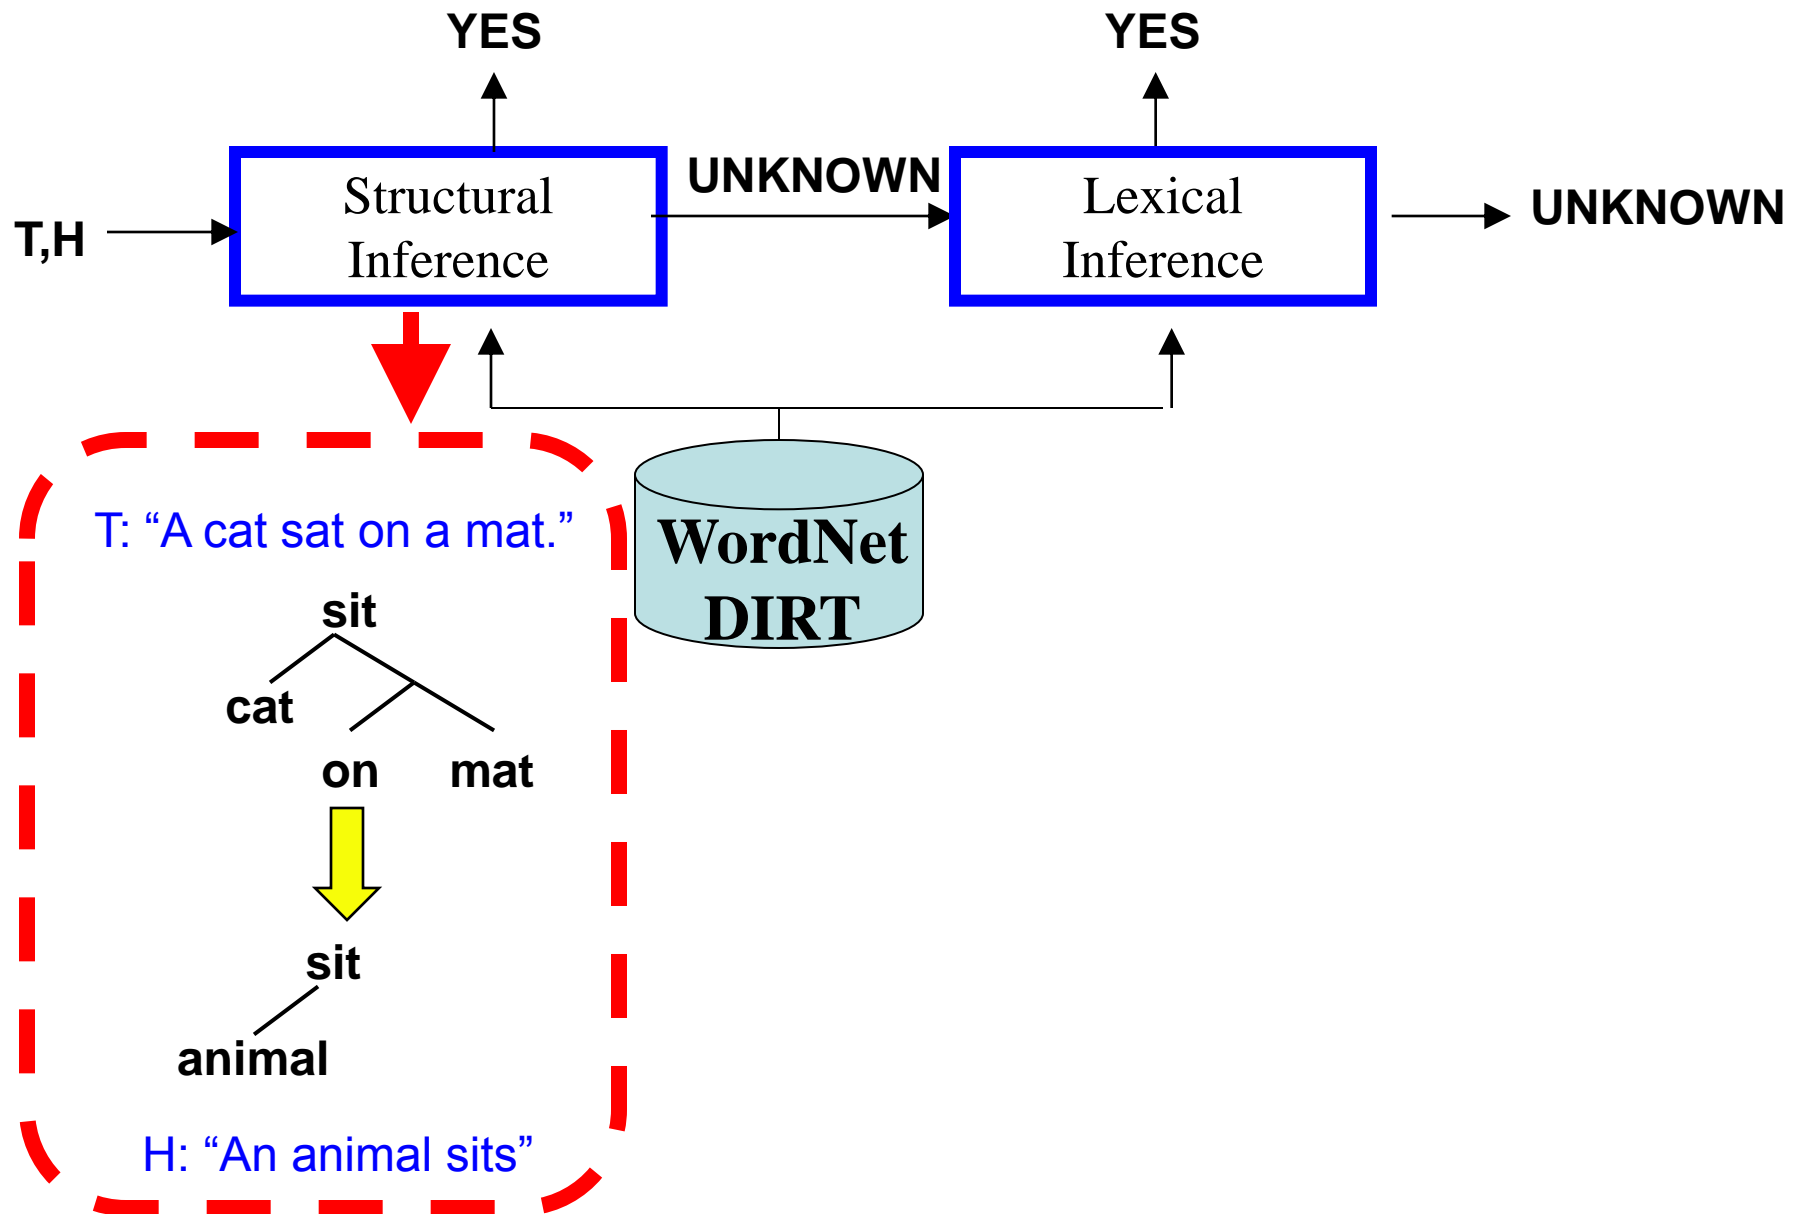 YES
YES
T,H
Structural
Inference
UNKNOWN
Lexical
Inference
UNKNOWN
WordNet
DIRT
T: “A cat sat on a mat.”
sit
cat
on mat
sit
animal
H: “An animal sits”